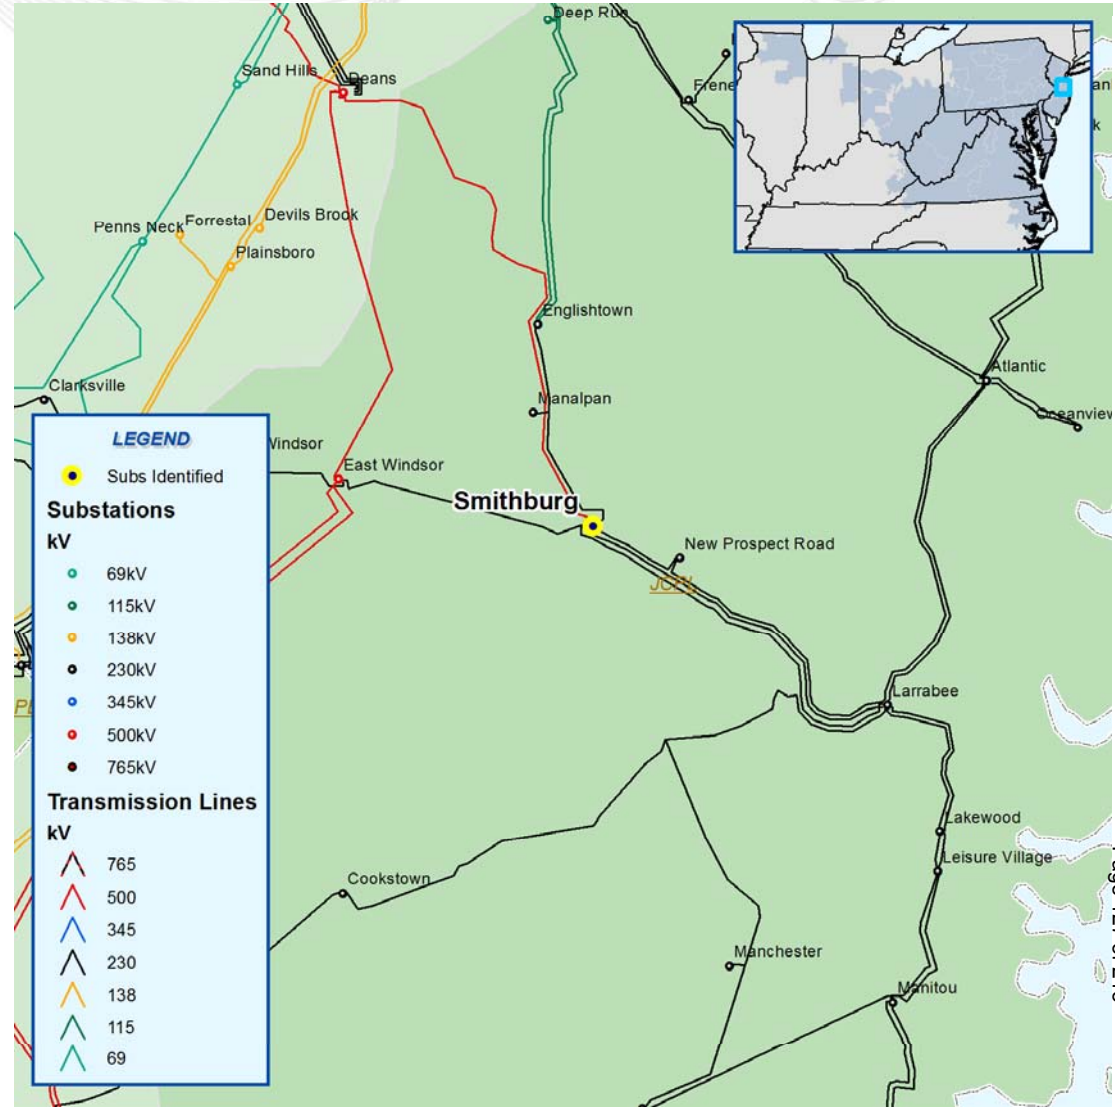 Deep Run
Sand Hills
Deans
Frene
Penns Neck
Forrestal
Devils Brook
Plainsboro
Englishtown
Atlantic
Clarksville
Manalpan
Oceanview
Windsor
East Windsor
Smithburg
New Prospect Road
JCPL
Larrabee
Lakewood
Leisure Village
Cookstown
Manchester
Manitou
LEGEND
Subs Identified
Substations
kV
69kV
115kV
138kV
230kV
345kV
500kV
765kV
Transmission Lines
kV
765
500
345
230
138
115
69